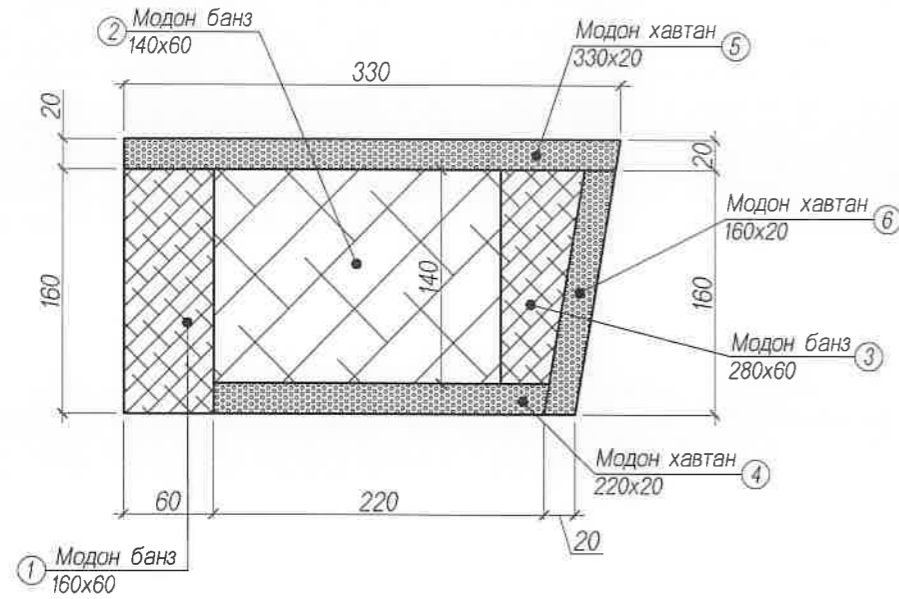 ② Модон банз
140x60
Модон хавтан ⑤
330x20
330
20
20
Модон хавтан ⑥
160x20
160
140
160
Модон банз ③
280x60
Модон хавтан ④
220x20
60
220
20
① Модон банз
160x60